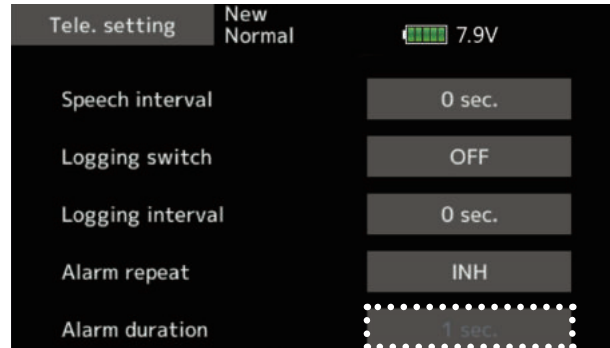 Tele. setting
New
Normal
7.9V
Speech interval 0 sec.
Logging switch OFF
Logging interval 0 sec.
Alarm repeat INH
Alarm duration 1 sec.